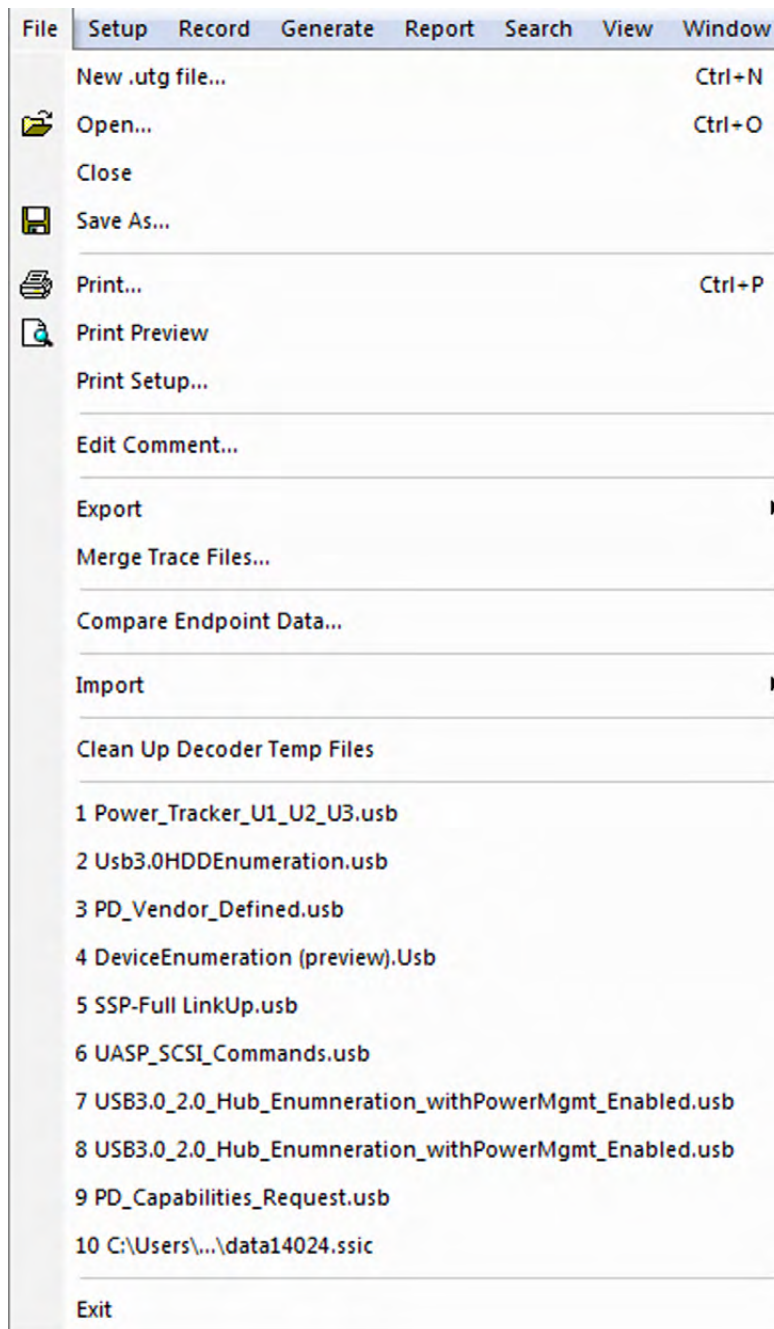 File Setup Record Generate Report Search View Window
New .utg file... Ctrl+N
Open... Ctrl+O
Close
Save As...
Print... Ctrl+P
Print Preview
Print Setup...
Edit Comment...
Export
Merge Trace Files...
Compare Endpoint Data...
Import
Clean Up Decoder Temp Files
1 Power_Tracker_U1_U2_U3.usb
2 Usb3.0HDDEnumeration.usb
3 PD_Vendor_Defined.usb
4 DeviceEnumeration (preview).Usb
5 SSP-Full LinkUp.usb
6 UASP_SCSI_Commands.usb
7 USB3.0_2.0_Hub_Enumneration_withPowerMgmt_Enabled.usb
8 USB3.0_2.0_Hub_Enumneration_withPowerMgmt_Enabled.usb
9 PD_Capabilities_Request.usb
10 C:\Users\...\data14024.ssic
Exit